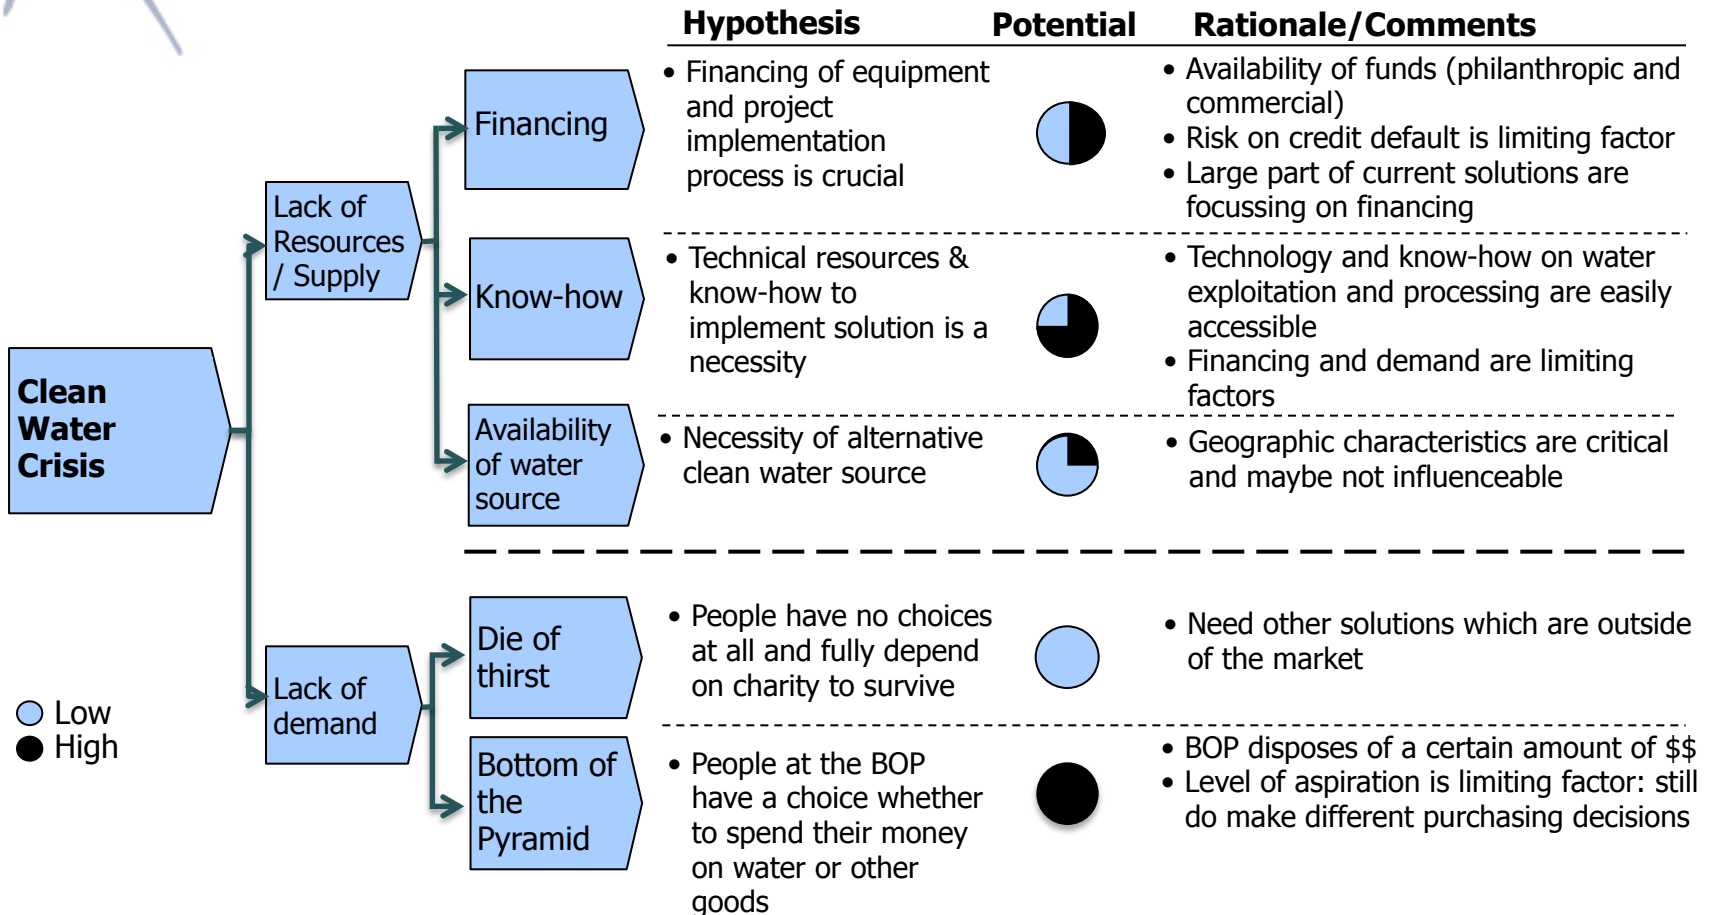 Hypothesis
Potential
Rationale/Comments
Clean
Water
Crisis
Lack of
Resources
/ Supply
Financing
• Financing of equipment
and project
implementation
process is crucial
• Availability of funds (philanthropic and
commercial)
• Risk on credit default is limiting factor
• Large part of current solutions are
focussing on financing
Know-how
• Technical resources &
know-how to
implement solution is a
necessity
• Technology and know-how on water
exploitation and processing are easily
accessible
• Financing and demand are limiting
factors
Availability
of water
source
• Necessity of alternative
clean water source
• Geographic characteristics are critical
and maybe not influenceable
Lack of
demand
Die of
thirst
• People have no choices
at all and fully depend
on charity to survive
• Need other solutions which are outside
of the market
Bottom of
the
Pyramid
• People at the BOP
have a choice whether
to spend their money
on water or other
goods
• BOP disposes of a certain amount of $$
• Level of aspiration is limiting factor: still
do make different purchasing decisions
Low
High